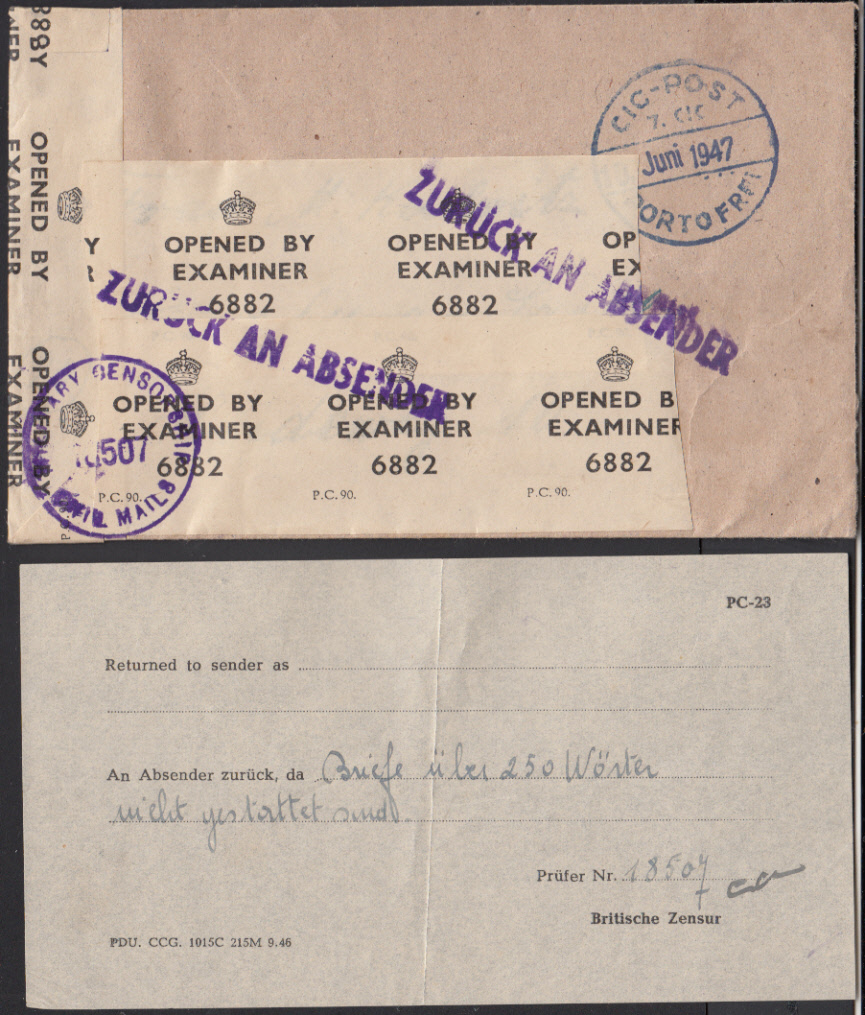 OPENED BY
EXAMINER
OPENED BY
EXAMINER
CIC-POST
7. CIC
Juni 1947
PORTOFREI
OPENED BY
EXAMINER
6882
OPENED BY
EXAMINER
6882
ZURÜCK AN ABSENDER
ZURÜCK AN ABSENDER
OPENED BY
EXAMINER
6882
P.C. 90.
OPENED BY
EXAMINER
6882
P.C. 90.
OPENED B
EXAMINER
6882
P.C. 90.
CENSORSHIP
MAILS
PC-23
Returned to sender as
An Absender zurück, da Briefe über 250 Wörter
nicht gestattet sind.
Prüfer Nr. 18507
Britische Zensur
PDU. CCG. 1015C 215M 9.46